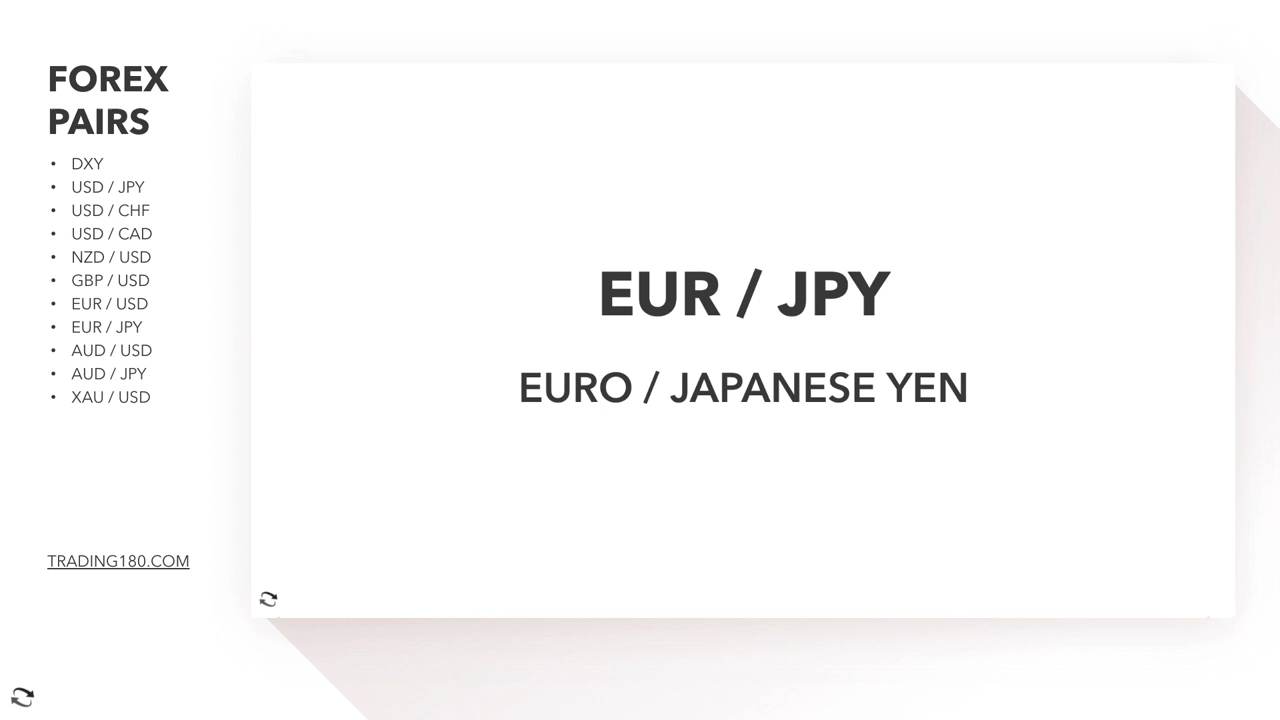 FOREX
PAIRS
• DXY
• USD / JPY
• USD / CHF
• USD / CAD
• NZD / USD
• GBP / USD
• EUR / USD
• EUR / JPY
• AUD / USD
• AUD / JPY
• XAU / USD
TRADING180.COM
EUR / JPY
EURO / JAPANESE YEN